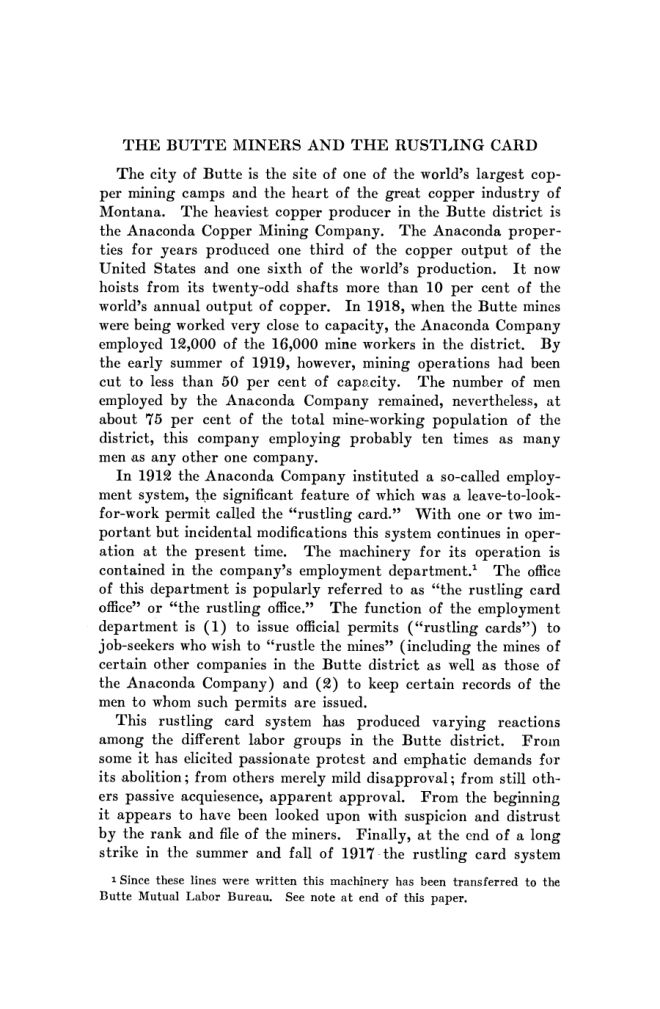 THE BUTTE MINERS AND THE RUSTLING CARD
The city of Butte is the site of one of the world's largest cop-
per mining camps and the heart of the great copper industry of
Montana. The heaviest copper producer in the Butte district is
the Anaconda Copper Mining Company. The Anaconda proper-
ties for years produced one third of the copper output of the
United States and one sixth of the world's production. It now
hoists from its twenty-odd shafts more than 10 per cent of the
world's annual output of copper. In 1918, when the Butte mines
were being worked very close to capacity, the Anaconda Company
employed 12,000 of the 16,000 mine workers in the district. By
the early summer of 1919, however, mining operations had been
cut to less than 50 per cent of capacity. The number of men
employed by the Anaconda Company remained, nevertheless, at
about 75 per cent of the total mine-working population of the
district, this company employing probably ten times as many
men as any other one company.
In 1912 the Anaconda Company instituted a so-called employ-
ment system, the significant feature of which was a leave-to-look-
for-work permit called the "rustling card." With one or two im-
portant but incidental modifications this system continues in oper-
ation at the present time. The machinery for its operation is
contained in the company's employment department.¹ The office
of this department is popularly referred to as "the rustling card
office" or "the rustling office." The function of the employment
department is (1) to issue official permits ("rustling cards") to
job-seekers who wish to "rustle the mines" (including the mines of
certain other companies in the Butte district as well as those of
the Anaconda Company) and (2) to keep certain records of the
men to whom such permits are issued.
This rustling card system has produced varying reactions
among the different labor groups in the Butte district. From
some it has elicited passionate protest and emphatic demands for
its abolition; from others merely mild disapproval; from still oth-
ers passive acquiesence, apparent approval. From the beginning
it appears to have been looked upon with suspicion and distrust
by the rank and file of the miners. Finally, at the end of a long
strike in the summer and fall of 1917 the rustling card system
¹ Since these lines were written this machinery has been transferred to the
Butte Mutual Labor Bureau. See note at end of this paper.